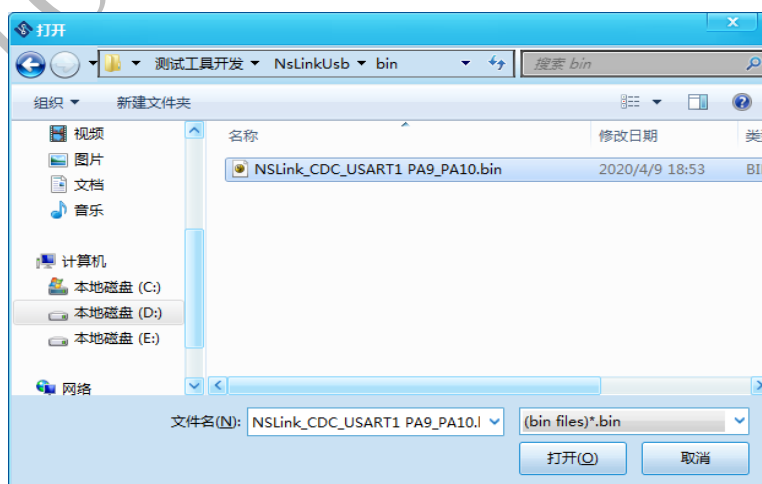 打开
测试工具开发 NsLinkUsb bin 搜索 bin
组织 新建文件夹
视频
图片
文档
音乐
计算机
本地磁盘 (C:)
本地磁盘 (D:)
本地磁盘 (E:)
网络
名称 修改日期 类
NSLink_CDC_USART1 PA9_PA10.bin 2020/4/9 18:53 BI
文件名(N): NSLink_CDC_USART1 PA9_PA10.l (bin files)*.bin
打开(O) 取消